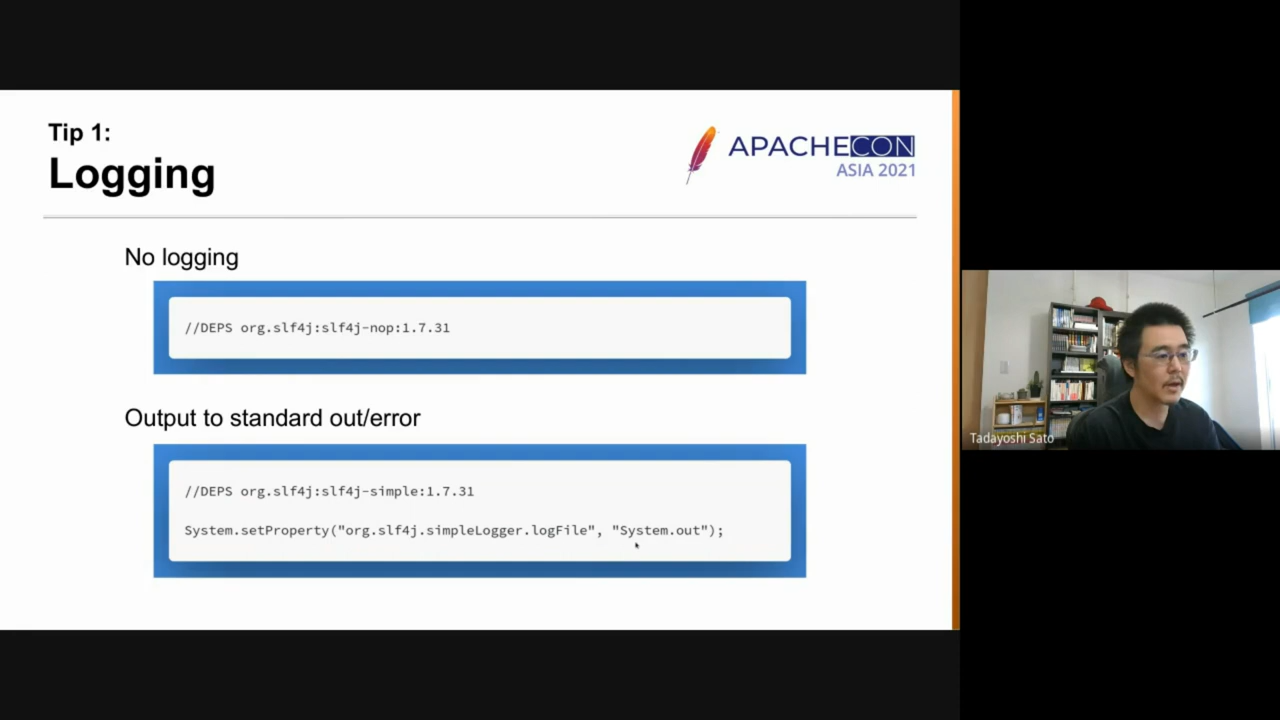 Tip 1:
Logging
APACHECON
ASIA 2021
No logging
//DEPS org.slf4j:slf4j-nop:1.7.31
Output to standard out/error
//DEPS org.slf4j:slf4j-simple:1.7.31
System.setProperty("org.slf4j.simpleLogger.logFile", "System.out");
Tadayoshi Sato